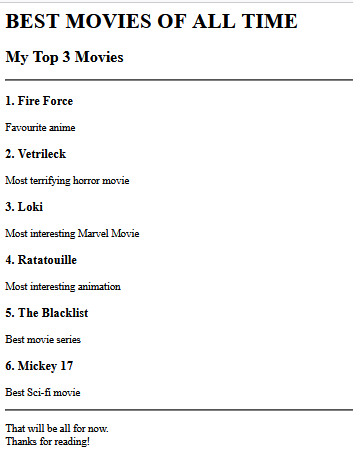 BEST MOVIES OF ALL TIME
My Top 3 Movies
1. Fire Force
Favourite anime
2. Vetrileck
Most terrifying horror movie
3. Loki
Most interesting Marvel Movie
4. Ratatouille
Most interesting animation
5. The Blacklist
Best movie series
6. Mickey 17
Best Sci-fi movie
That will be all for now.
Thanks for reading!